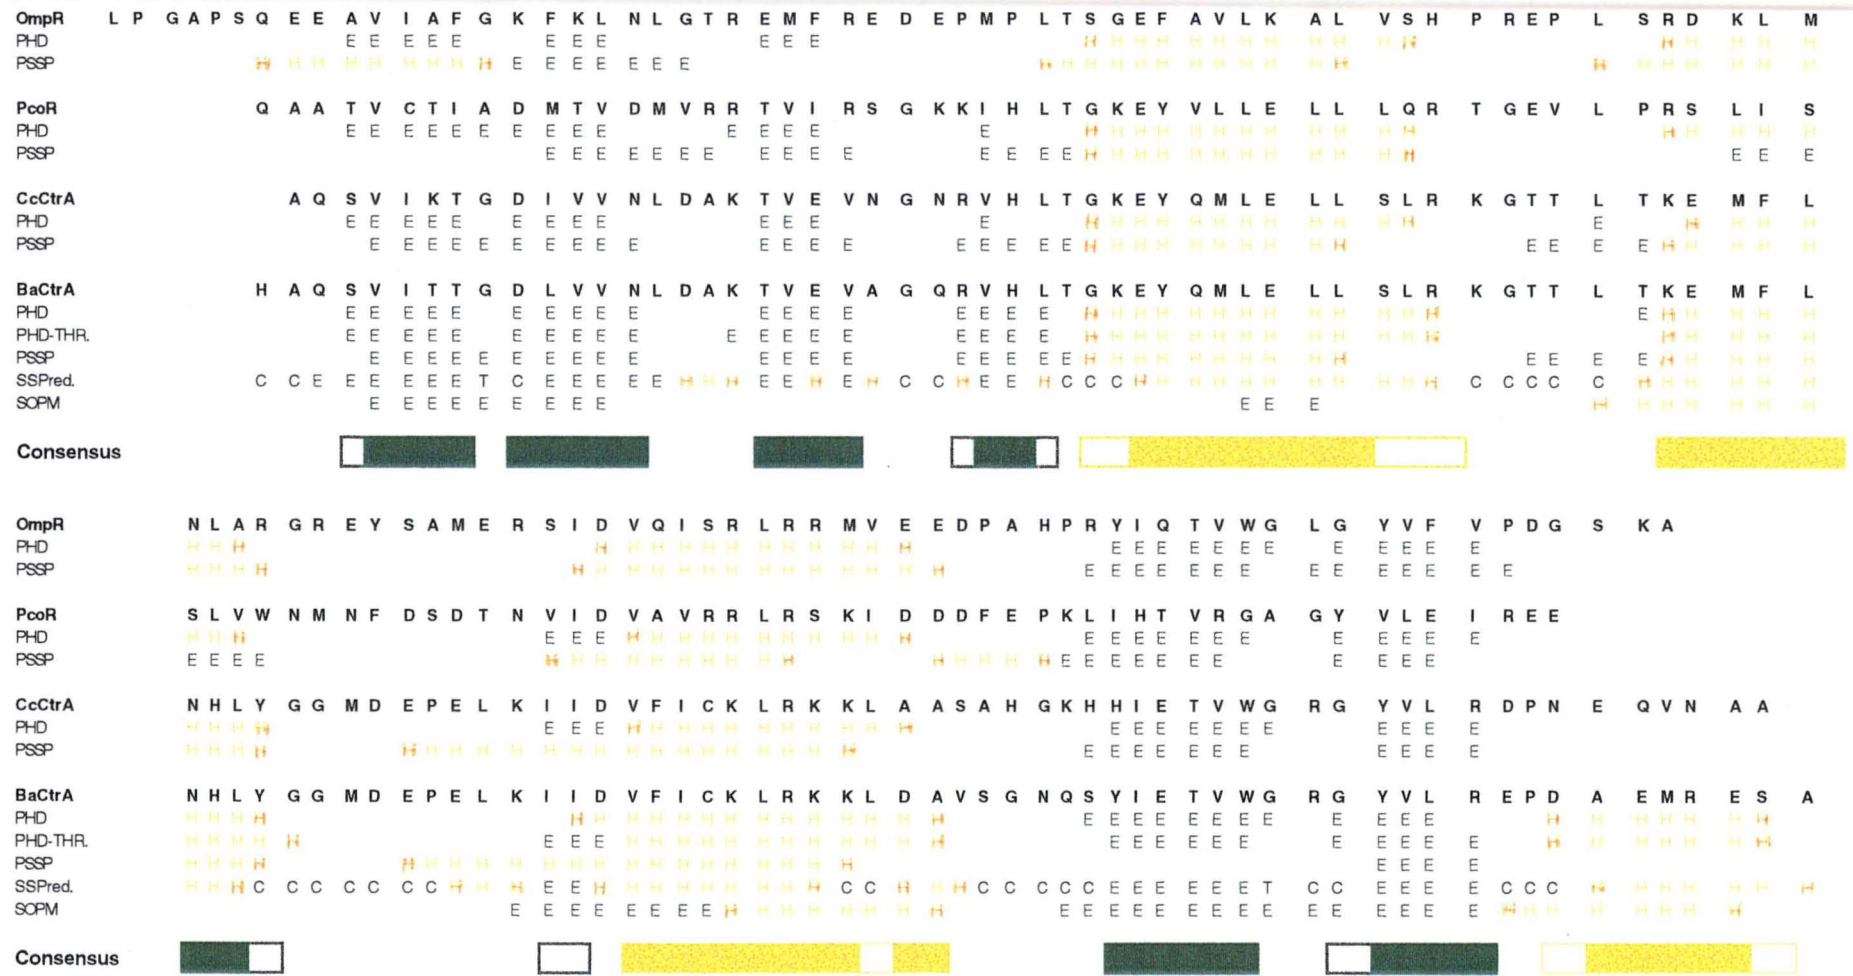 OmpR L P G A P S Q E E A V I A F G K F K L N L G T R E M F R E D E P M P L T S G E F A V L K A L V S H P R E P L S R D K L M
PHD E E E E E E E E E E E H H H H H H H H H H H H H H H H H H
PSSP H H H H H H H H E E E E E E E H H H H H H H H H H H H H H H H H H H
PcoR Q A A T V C T I A D M T V D M V R R T V I R S G K K I H L T G K E Y V L L E L L L Q R T G E V L P R S L I S
PHD E E E E E E E E E E E E E E E H H H H H H H H H H H H H H H H H H
PSSP E E E E E E E E E E E E E E E H H H H H H H H H H H H E E E
CcCtrA A Q S V I K T G D I V V N L D A K T V E V N G N R V H L T G K E Y Q M L E L L S L R K G T T L T K E M F L
PHD E E E E E E E E E E E E E H H H H H H H H H H H H E H H H H
PSSP E E E E E E E E E E E E E E E E E E E H H H H H H H H H H E E E E H H H H H
BaCtrA H A Q S V I T T G D L V V N L D A K T V E V A G Q R V H L T G K E Y Q M L E L L S L R K G T T L T K E M F L
PHD E E E E E E E E E E E E E E E E E H H H H H H H H H H H H H E H H H H H
PHD-THR. E E E E E E E E E E E E E E E E E E H H H H H H H H H H H H H H H H H H
PSSP E E E E E E E E E E E E E E E E E E E H H H H H H H H H H E E E E H H H H H
SSPred. C C E E E E E E T C E E E E E H H H E E H E H C C H E E H C C C H H H H H H H H H H H C C C C C H H H H H H
SOPM E E E E E E E E E E E E H H H H H H H
Consensus
OmpR N L A R G R E Y S A M E R S I D V Q I S R L R R M V E E D P A H P R Y I Q T V W G L G Y V F V P D G S K A
PHD H H H H H H H H H H H H H H H E E E E E E E E E E E E
PSSP H H H H H H H H H H H H H H H H H H E E E E E E E E E E E E E E
PcoR S L V W N M N F D S D T N V I D V A V R R L R S K I D D D F E P K L I H T V R G A G Y V L E I R E E
PHD H H H E E E H H H H H H H H H H H E E E E E E E E E E E E
PSSP E E E E H H H H H H H H H H H H H H H E E E E E E E E E E E
CcCtrA N H L Y G G M D E P E L K I I D V F I C K L R K K L A A S A H G K H H I E T V W G R G Y V L R D P N E Q V N A A
PHD H H H H E E E H H H H H H H H H H H E E E E E E E E E E E
PSSP H H H H H H H H H H H H H H H H H H H H H E E E E E E E E E E E
BaCtrA N H L Y G G M D E P E L K I I D V F I C K L R K K L D A V S G N Q S Y I E T V W G R G Y V L R E P D A E M R E S A
PHD H H H H H H H H H H H H H H H H H H E E E E E E E E E E E E H H H H H H H
PHD-THR. H H H H H E E E H H H H H H H H H H H H E E E E E E E E E E E H H H H H H H
PSSP H H H H H H H H H H H H H H H H H H H H H E E E E
SSPred. H H H C C C C C C C H H H E E H H H H H H H H H C C H H H C C C C C E E E E E E T C C E E E E C C C H H H H H H H
SOPM E E E E E E E E H H H H H H H H E E E E E E E E E E E E E E H H H H H H H H
Consensus